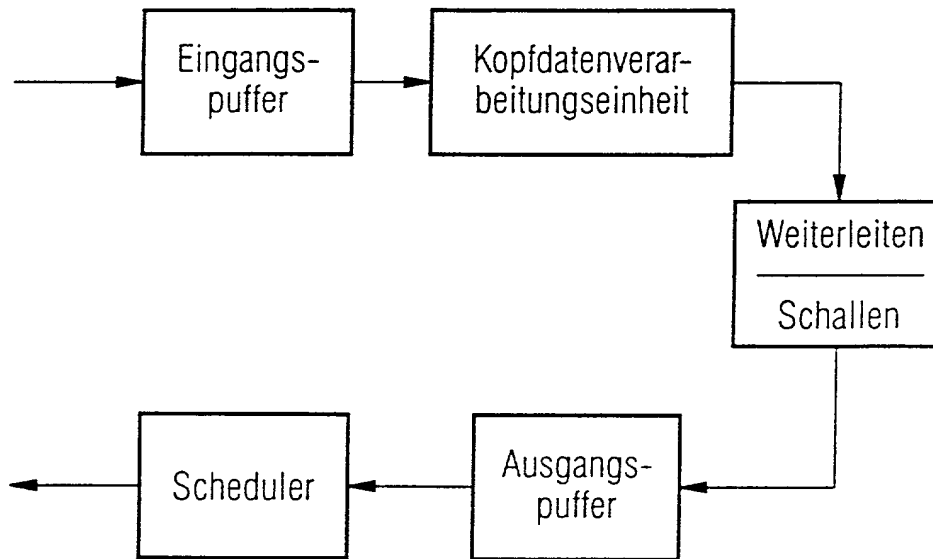 Eingangs-
puffer
Kopfdatenverar-
beitungseinheit
Weiterleiten
Schallen
Ausgangs-
puffer
Scheduler